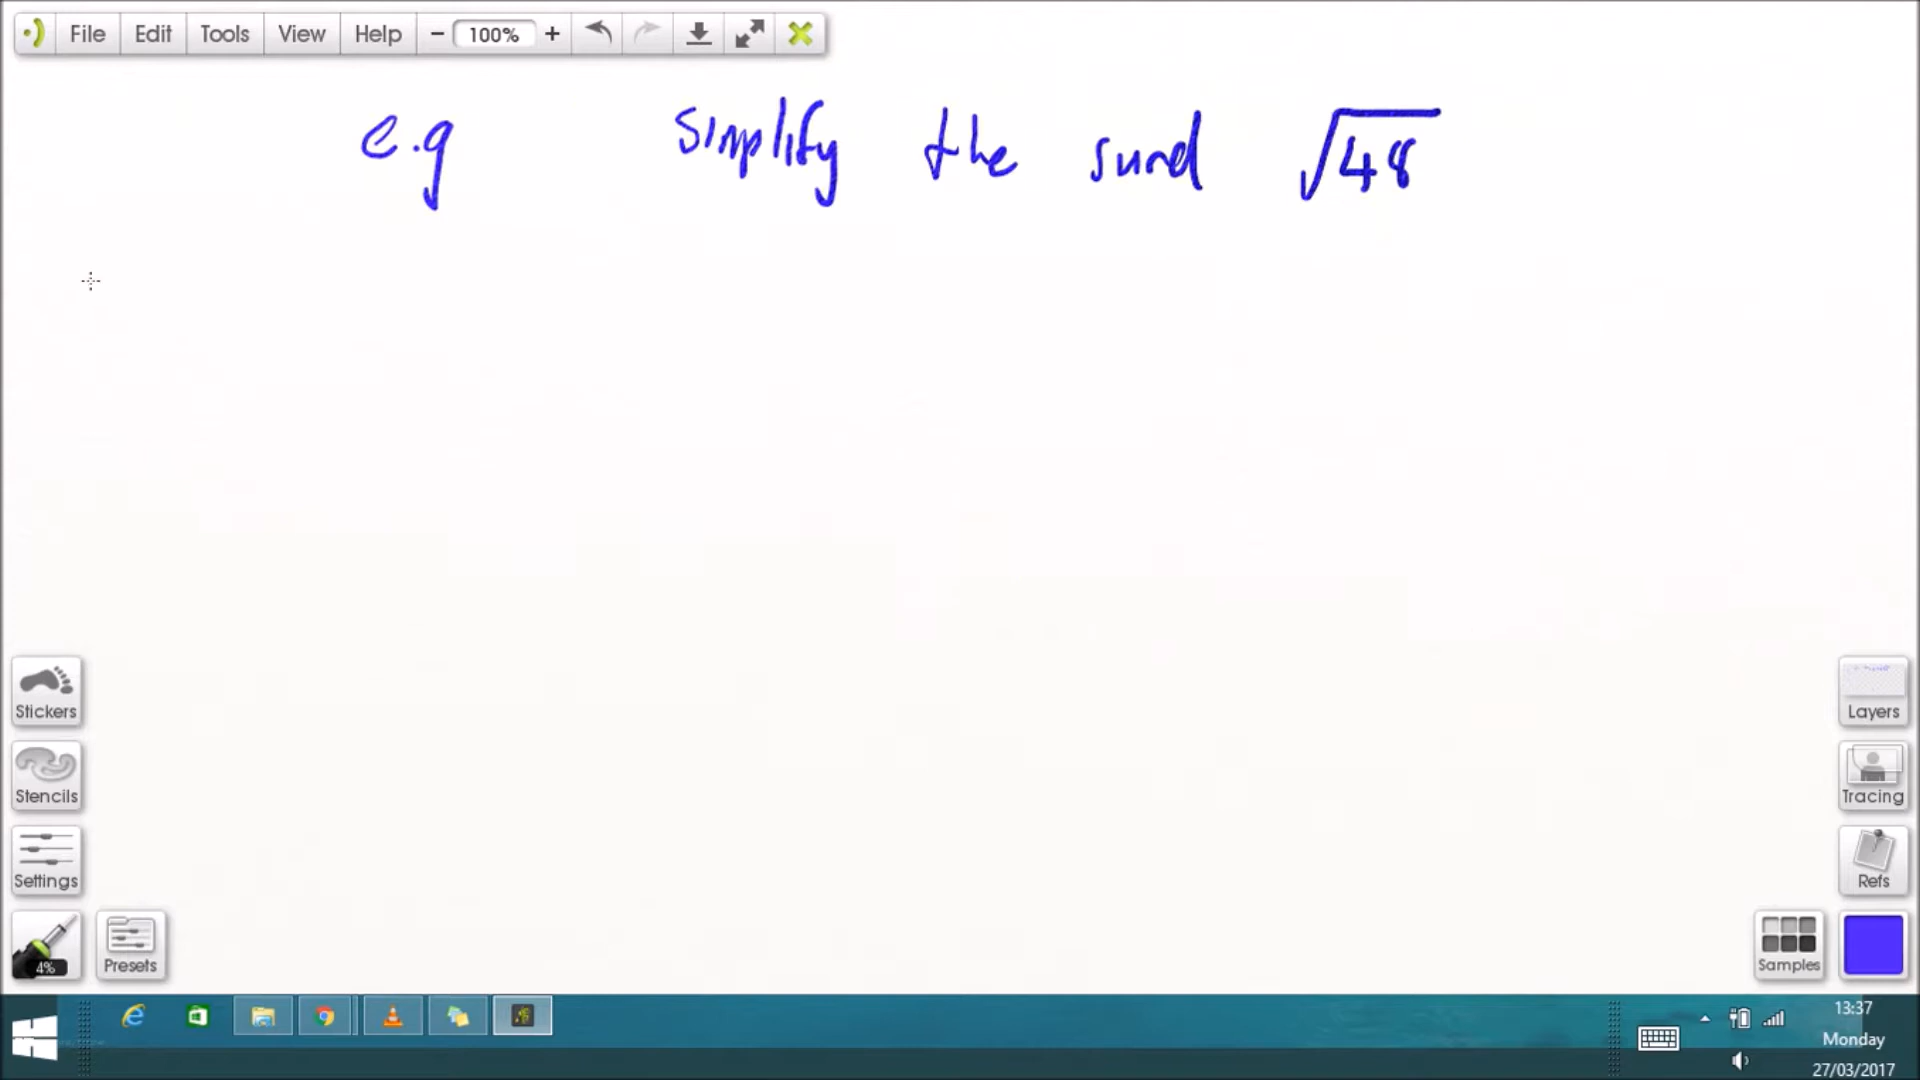 File Edit Tools View Help − 100% +
e.g simplify the surd √48
Stickers
Layers
Stencils
Tracing
Settings
Refs
4% Presets
Samples
13:37
Monday
27/03/2017